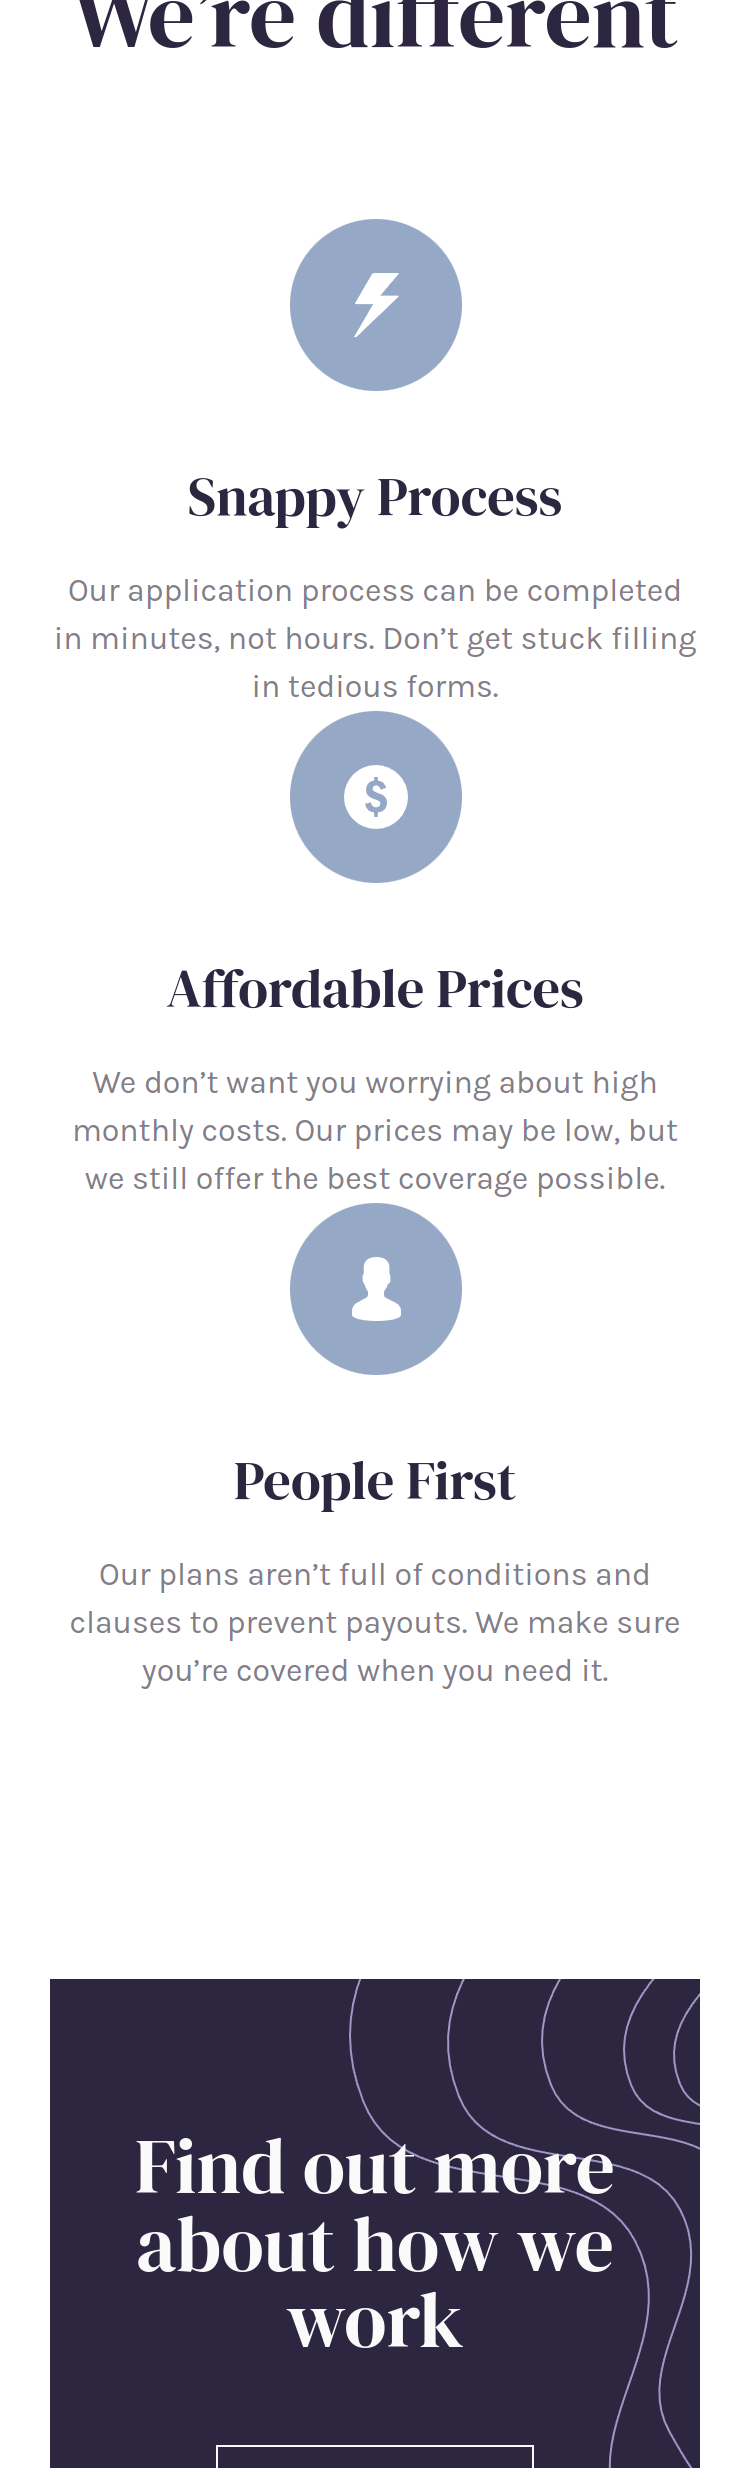 We’re different
Snappy Process
Our application process can be completed
in minutes, not hours. Don’t get stuck filling
in tedious forms.
$
Affordable Prices
We don’t want you worrying about high
monthly costs. Our prices may be low, but
we still offer the best coverage possible.
People First
Our plans aren’t full of conditions and
clauses to prevent payouts. We make sure
you’re covered when you need it.
Find out more
about how we
work